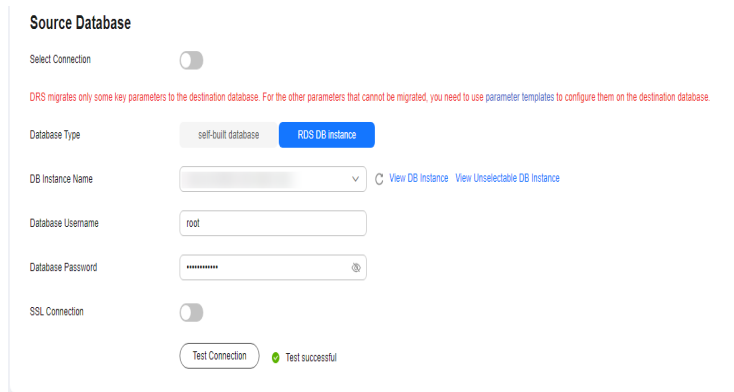 Source Database
Select Connection
DRS migrates only some key parameters to the destination database. For the other parameters that cannot be migrated, you need to use parameter templates to configure them on the destination database.
Database Type self-built database RDS DB instance
DB Instance Name View DB Instance View Unselectable DB Instance
Database Username root
Database Password ••••••••••••
SSL Connection
Test Connection Test successful